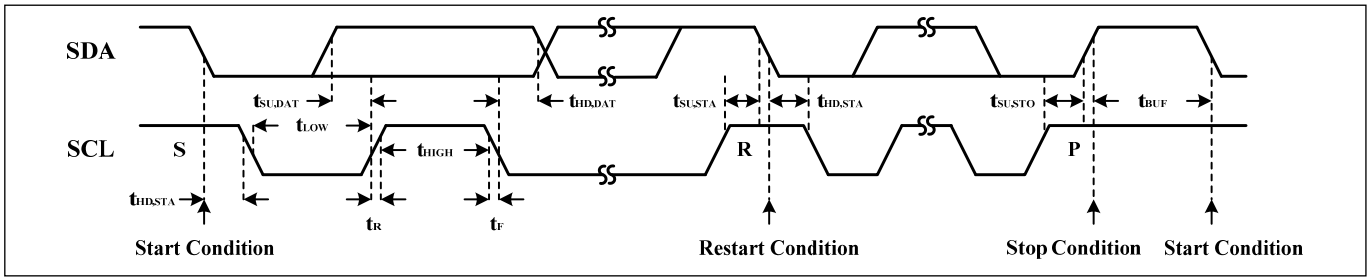 SDA
tSU,DAT
tHD,DAT
tSU,STA
tHD,STA
tSU,STO
tBUF
tLOW
SCL
S
tHIGH
R
P
tHD,STA
tR
tF
Start Condition
Restart Condition
Stop Condition
Start Condition